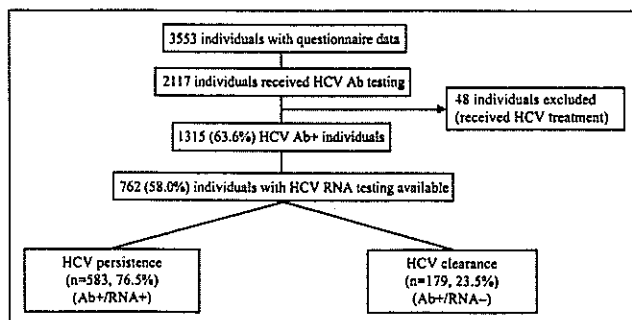 3553 individuals with questionnaire data
2117 individuals received HCV Ab testing
48 individuals excluded
(received HCV treatment)
1315 (63.6%) HCV Ab+ individuals
762 (58.0%) individuals with HCV RNA testing available
HCV persistence
(n=583, 76.5%)
(Ab+/RNA+)
HCV clearance
(n=179, 23.5%)
(Ab+/RNA–)